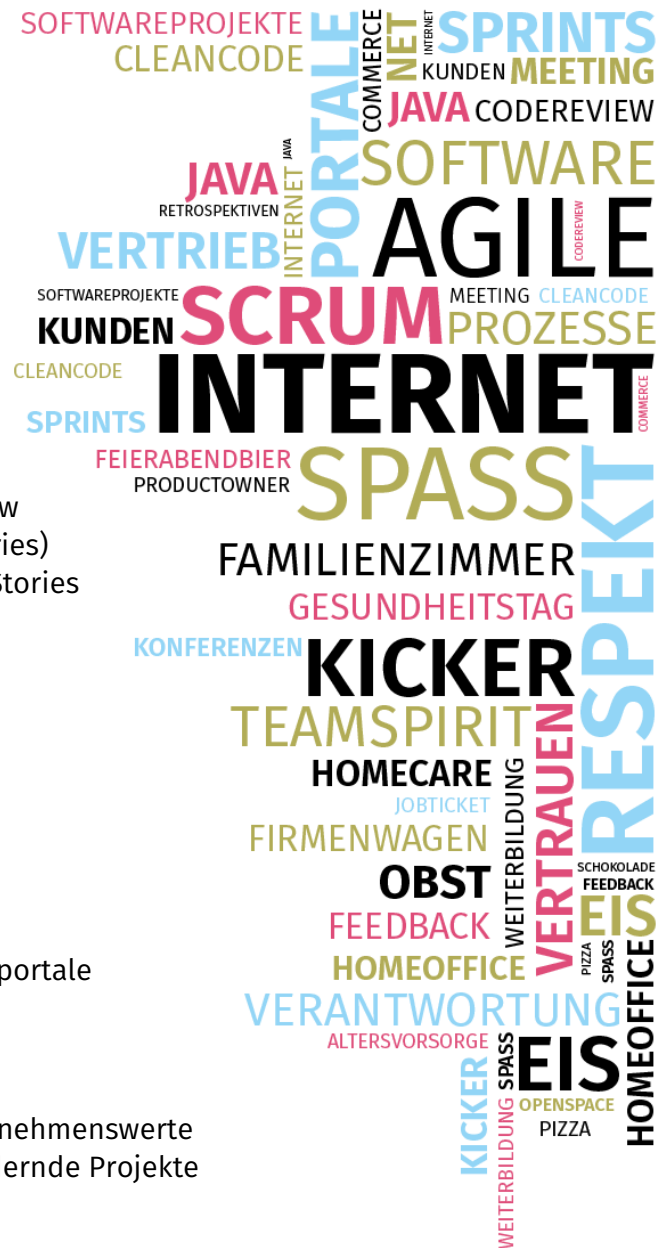 SOFTWAREPROJEKTE
CLEANCODE
PORTALE
COMMERCE
NET
INTERNET
SPRINTS
KUNDEN
MEETING
JAVA
CODEREVIEW
SOFTWARE
JAVA
JAVA
INTERNET
RETROSPEKTIVEN
VERTRIEB
AGILE
CODEREVIEW
SOFTWAREPROJEKTE
SCRUM
MEETING
CLEANCODE
KUNDEN
PROZESSE
CLEANCODE
INTERNET
COMMERCE
SPRINTS
FEIERABENDBIER
SPASS
PRODUCTOWNER
RESPEKT
w
ies)
Stories
FAMILIENZIMMER
GESUNDHEITSTAG
KONFERENZEN
KICKER
TEAMSPIRIT
VERTRAUEN
HOMECARE
WEITERBILDUNG
JOBTICKET
FIRMENWAGEN
OBST
SCHOKOLADE
FEEDBACK
FEEDBACK
EIS
HOMEOFFICE
PIZZA
SPASS
HOMEOFFICE
portale
VERANTWORTUNG
ALTERSVORSORGE
SPASS
EIS
KICKER
WEITERBILDUNG
OPENSPACE
PIZZA
nehmenswerte
ernde Projekte